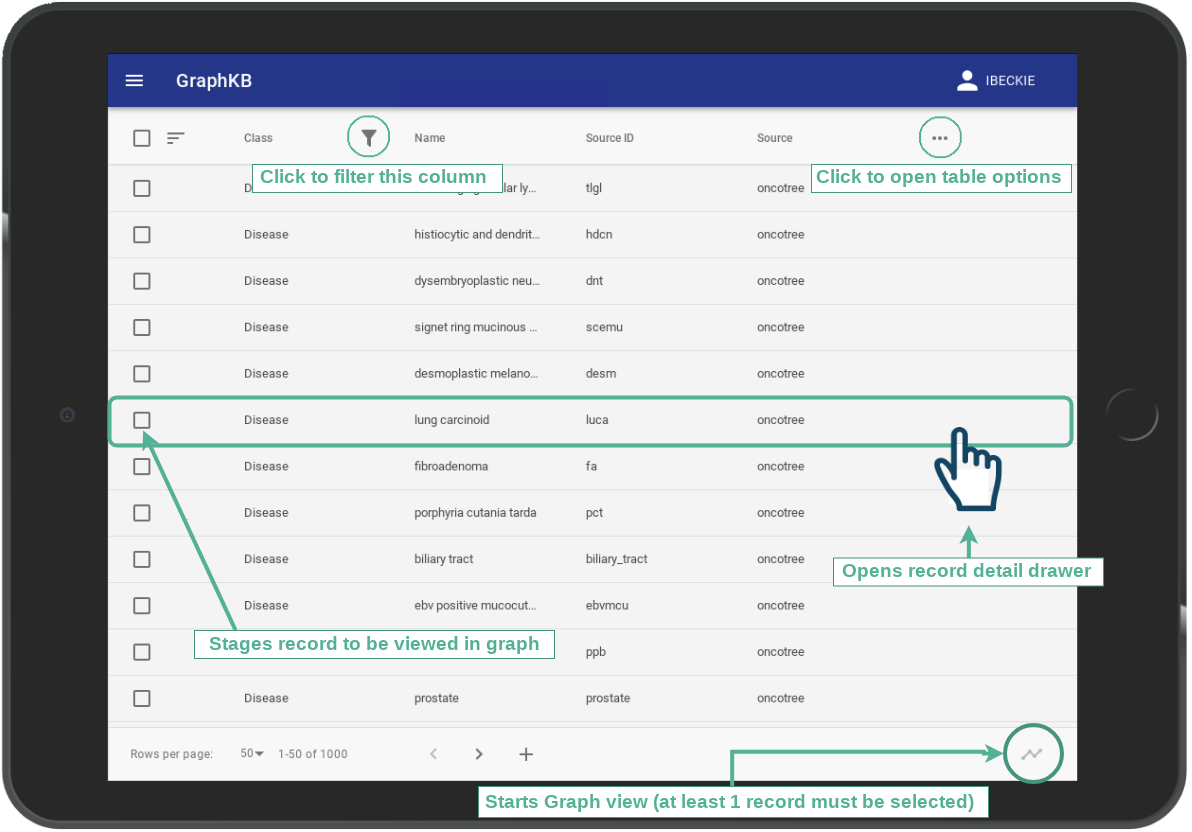 GraphKB IBECKIE
Class Name Source ID Source
Click to filter this column
Click to open table options
lar ly... tlgl oncotree
Disease histiocytic and dendrit... hdcn oncotree
Disease dysembryoplastic neu... dnt oncotree
Disease signet ring mucinous ... scemu oncotree
Disease desmoplastic melano... desm oncotree
Disease lung carcinoid luca oncotree
Disease fibroadenoma fa oncotree
Disease porphyria cutania tarda pct oncotree
Disease biliary tract biliary_tract oncotree
Opens record detail drawer
Disease ebv positive mucocut... ebvmcu oncotree
Stages record to be viewed in graph
ppb oncotree
Disease prostate prostate oncotree
Rows per page: 50 1-50 of 1000
Starts Graph view (at least 1 record must be selected)